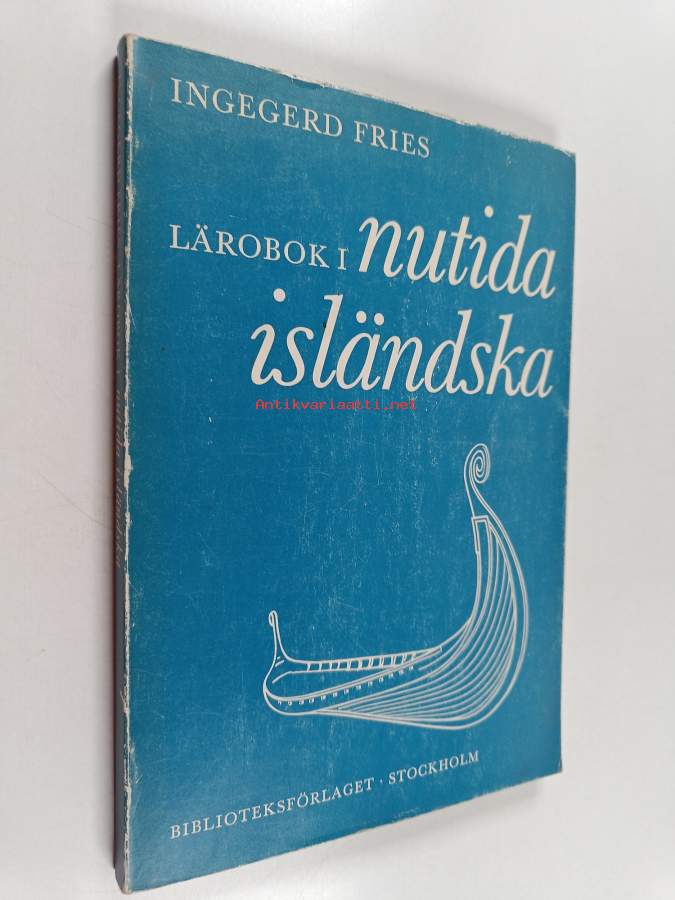 INGEGERD FRIES
LÄROBOK I nutida
isländska
Antikvariaatti.net
BIBLIOTEKSFÖRLAGET · STOCKHOLM